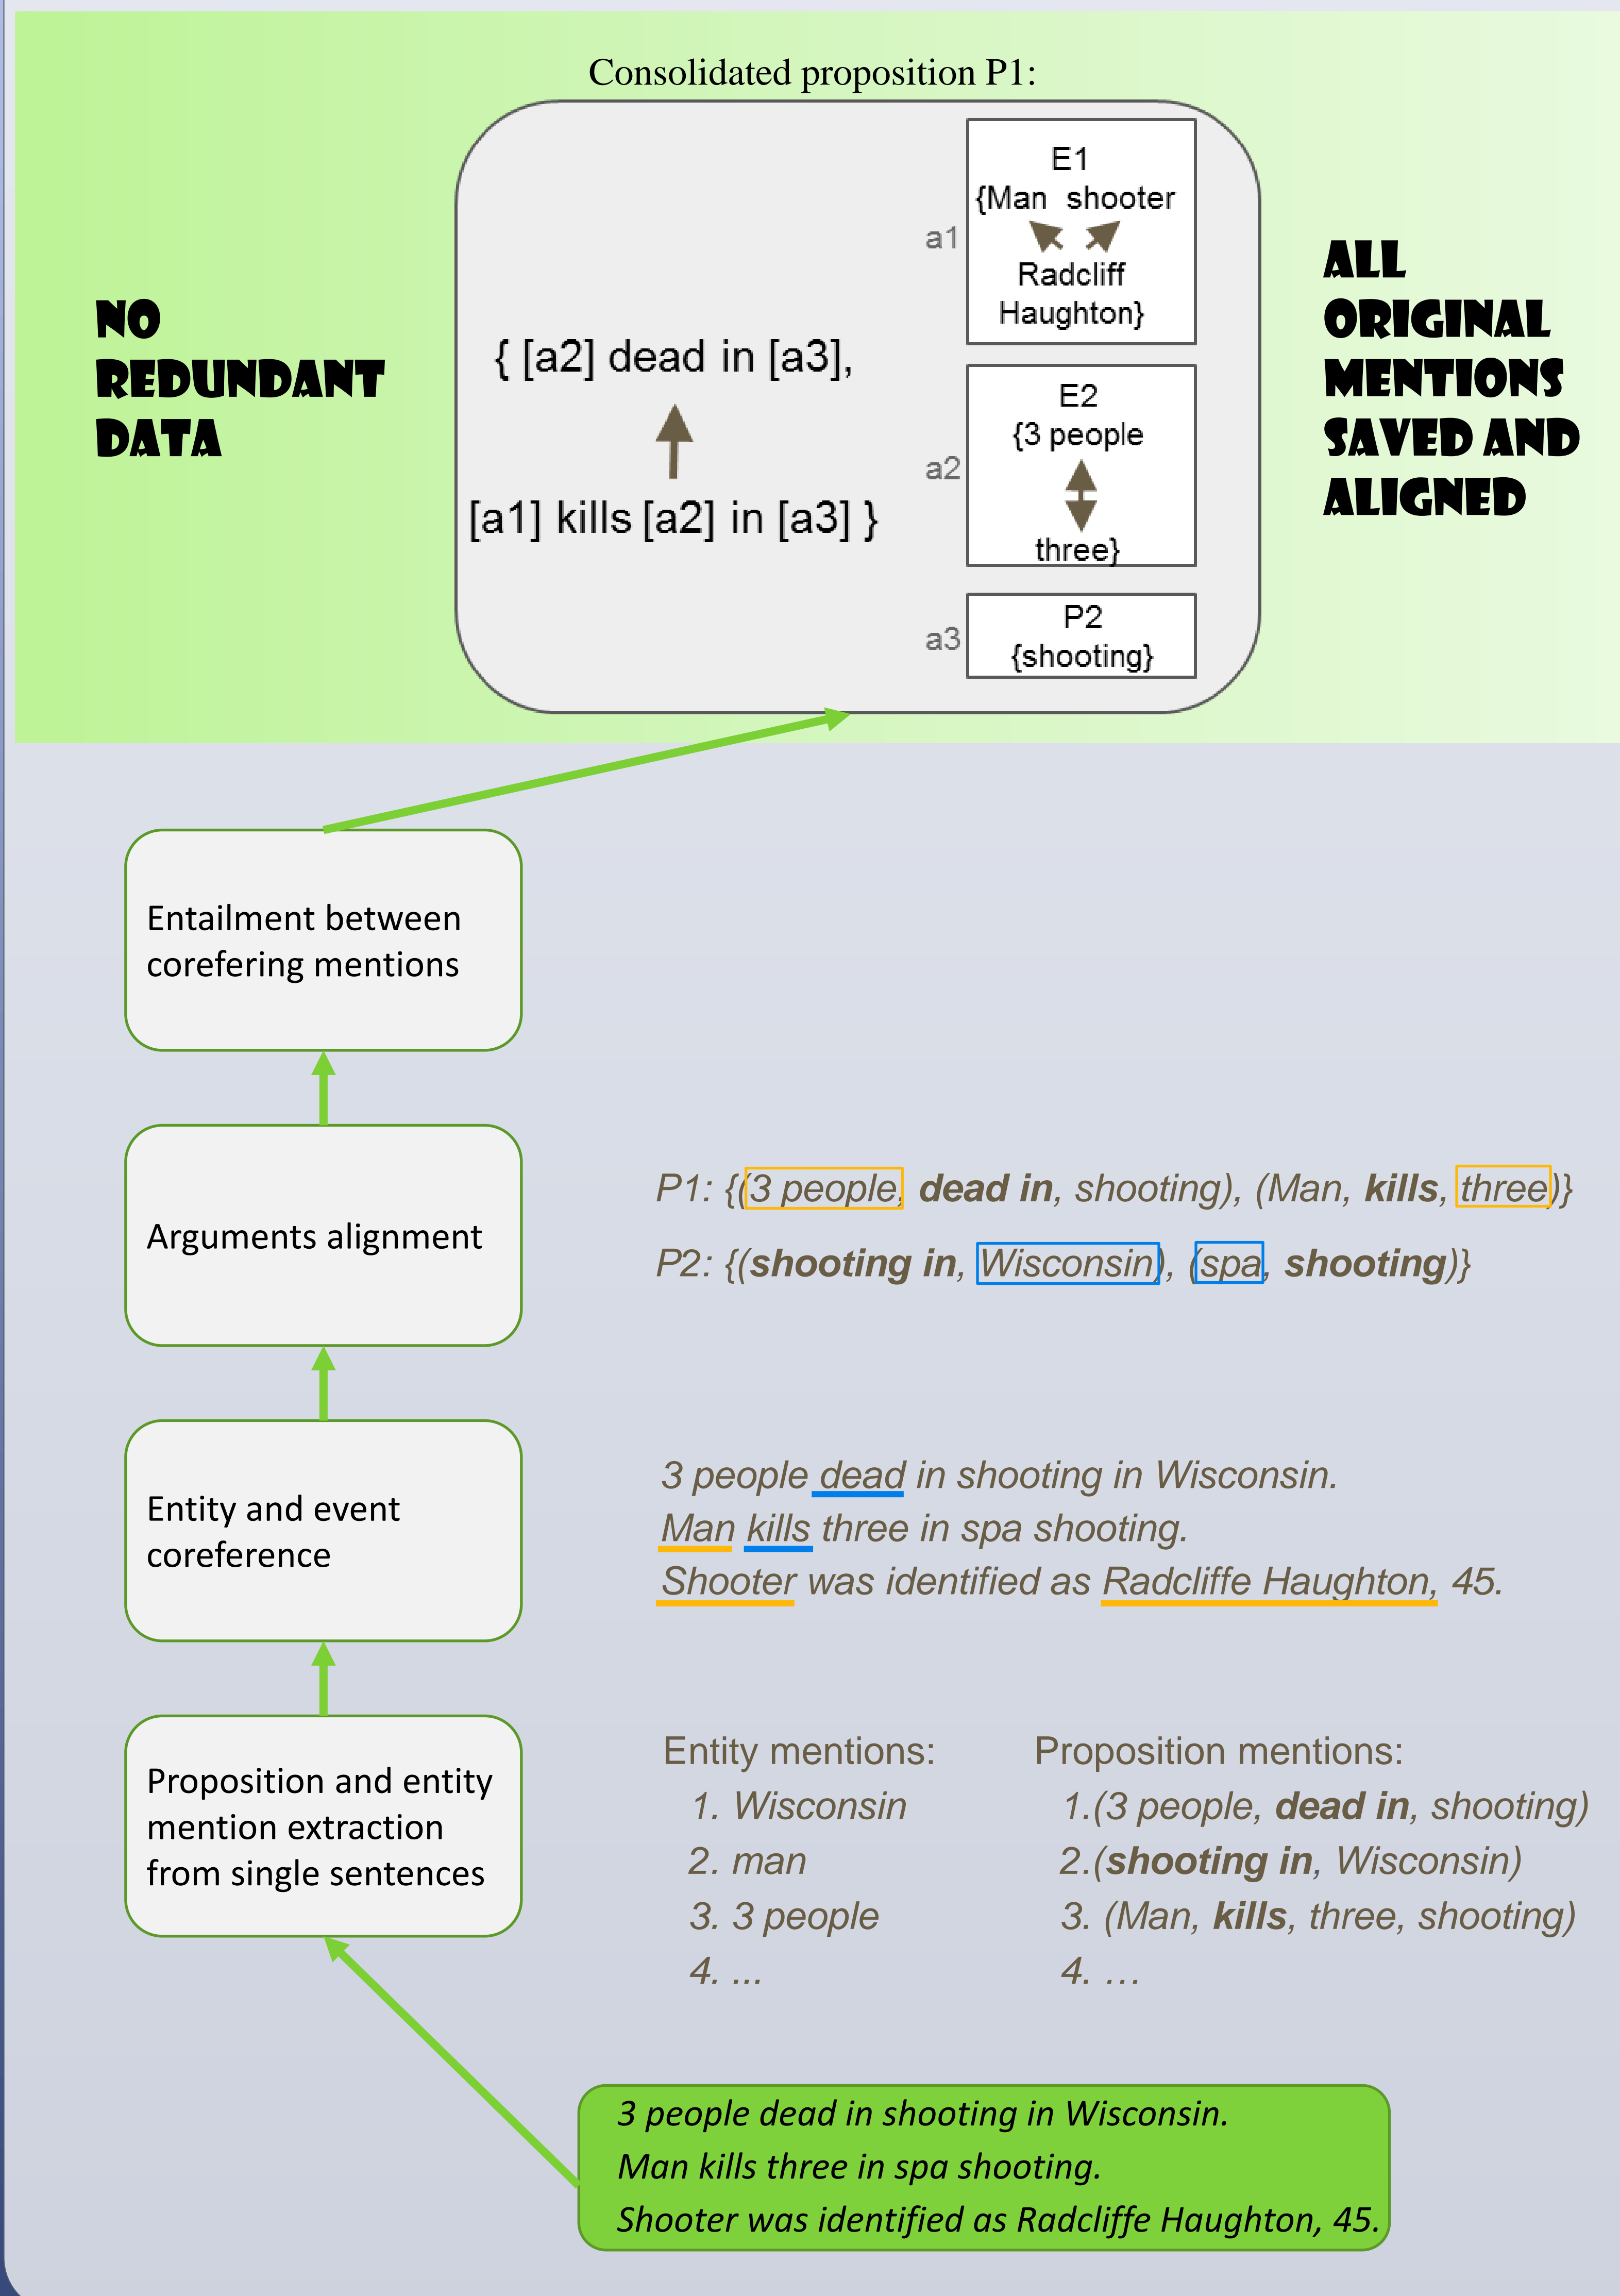 Consolidated proposition P1:
NO
REDUNDANT
DATA
{ [a2] dead in [a3],
[a1] kills [a2] in [a3] }
a1
E1
{Man shooter
Radcliff
Haughton}
a2
E2
{3 people
three}
a3
P2
{shooting}
ALL
ORIGINAL
MENTIONS
SAVED AND
ALIGNED
Entailment between
corefering mentions
Arguments alignment
P1: {(3 people, dead in, shooting), (Man, kills, three)}
P2: {(shooting in, Wisconsin), (spa, shooting)}
Entity and event
coreference
3 people dead in shooting in Wisconsin.
Man kills three in spa shooting.
Shooter was identified as Radcliffe Haughton, 45.
Proposition and entity
mention extraction
from single sentences
Entity mentions:
1. Wisconsin
2. man
3. 3 people
4. ...
Proposition mentions:
1.(3 people, dead in, shooting)
2.(shooting in, Wisconsin)
3. (Man, kills, three, shooting)
4. …
3 people dead in shooting in Wisconsin.
Man kills three in spa shooting.
Shooter was identified as Radcliffe Haughton, 45.